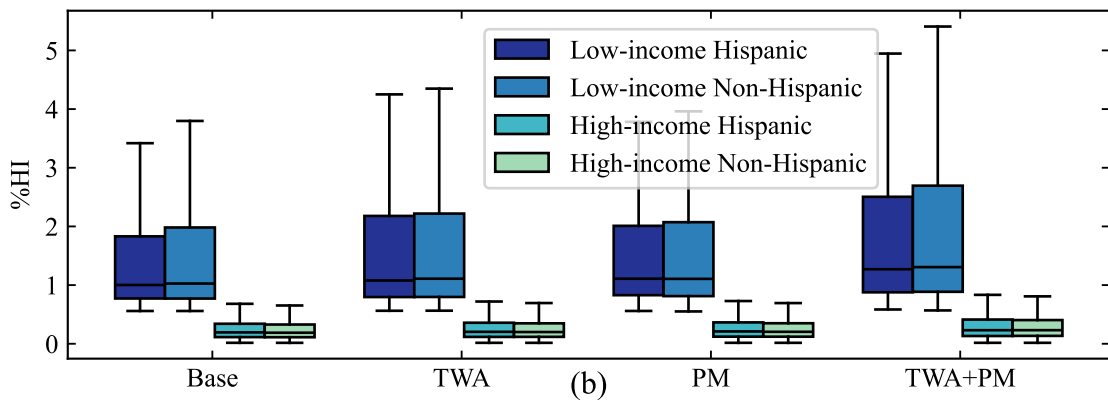 %HI
5
4
3
2
1
0
Low-income Hispanic
Low-income Non-Hispanic
High-income Hispanic
High-income Non-Hispanic
Base TWA PM TWA+PM
(b)